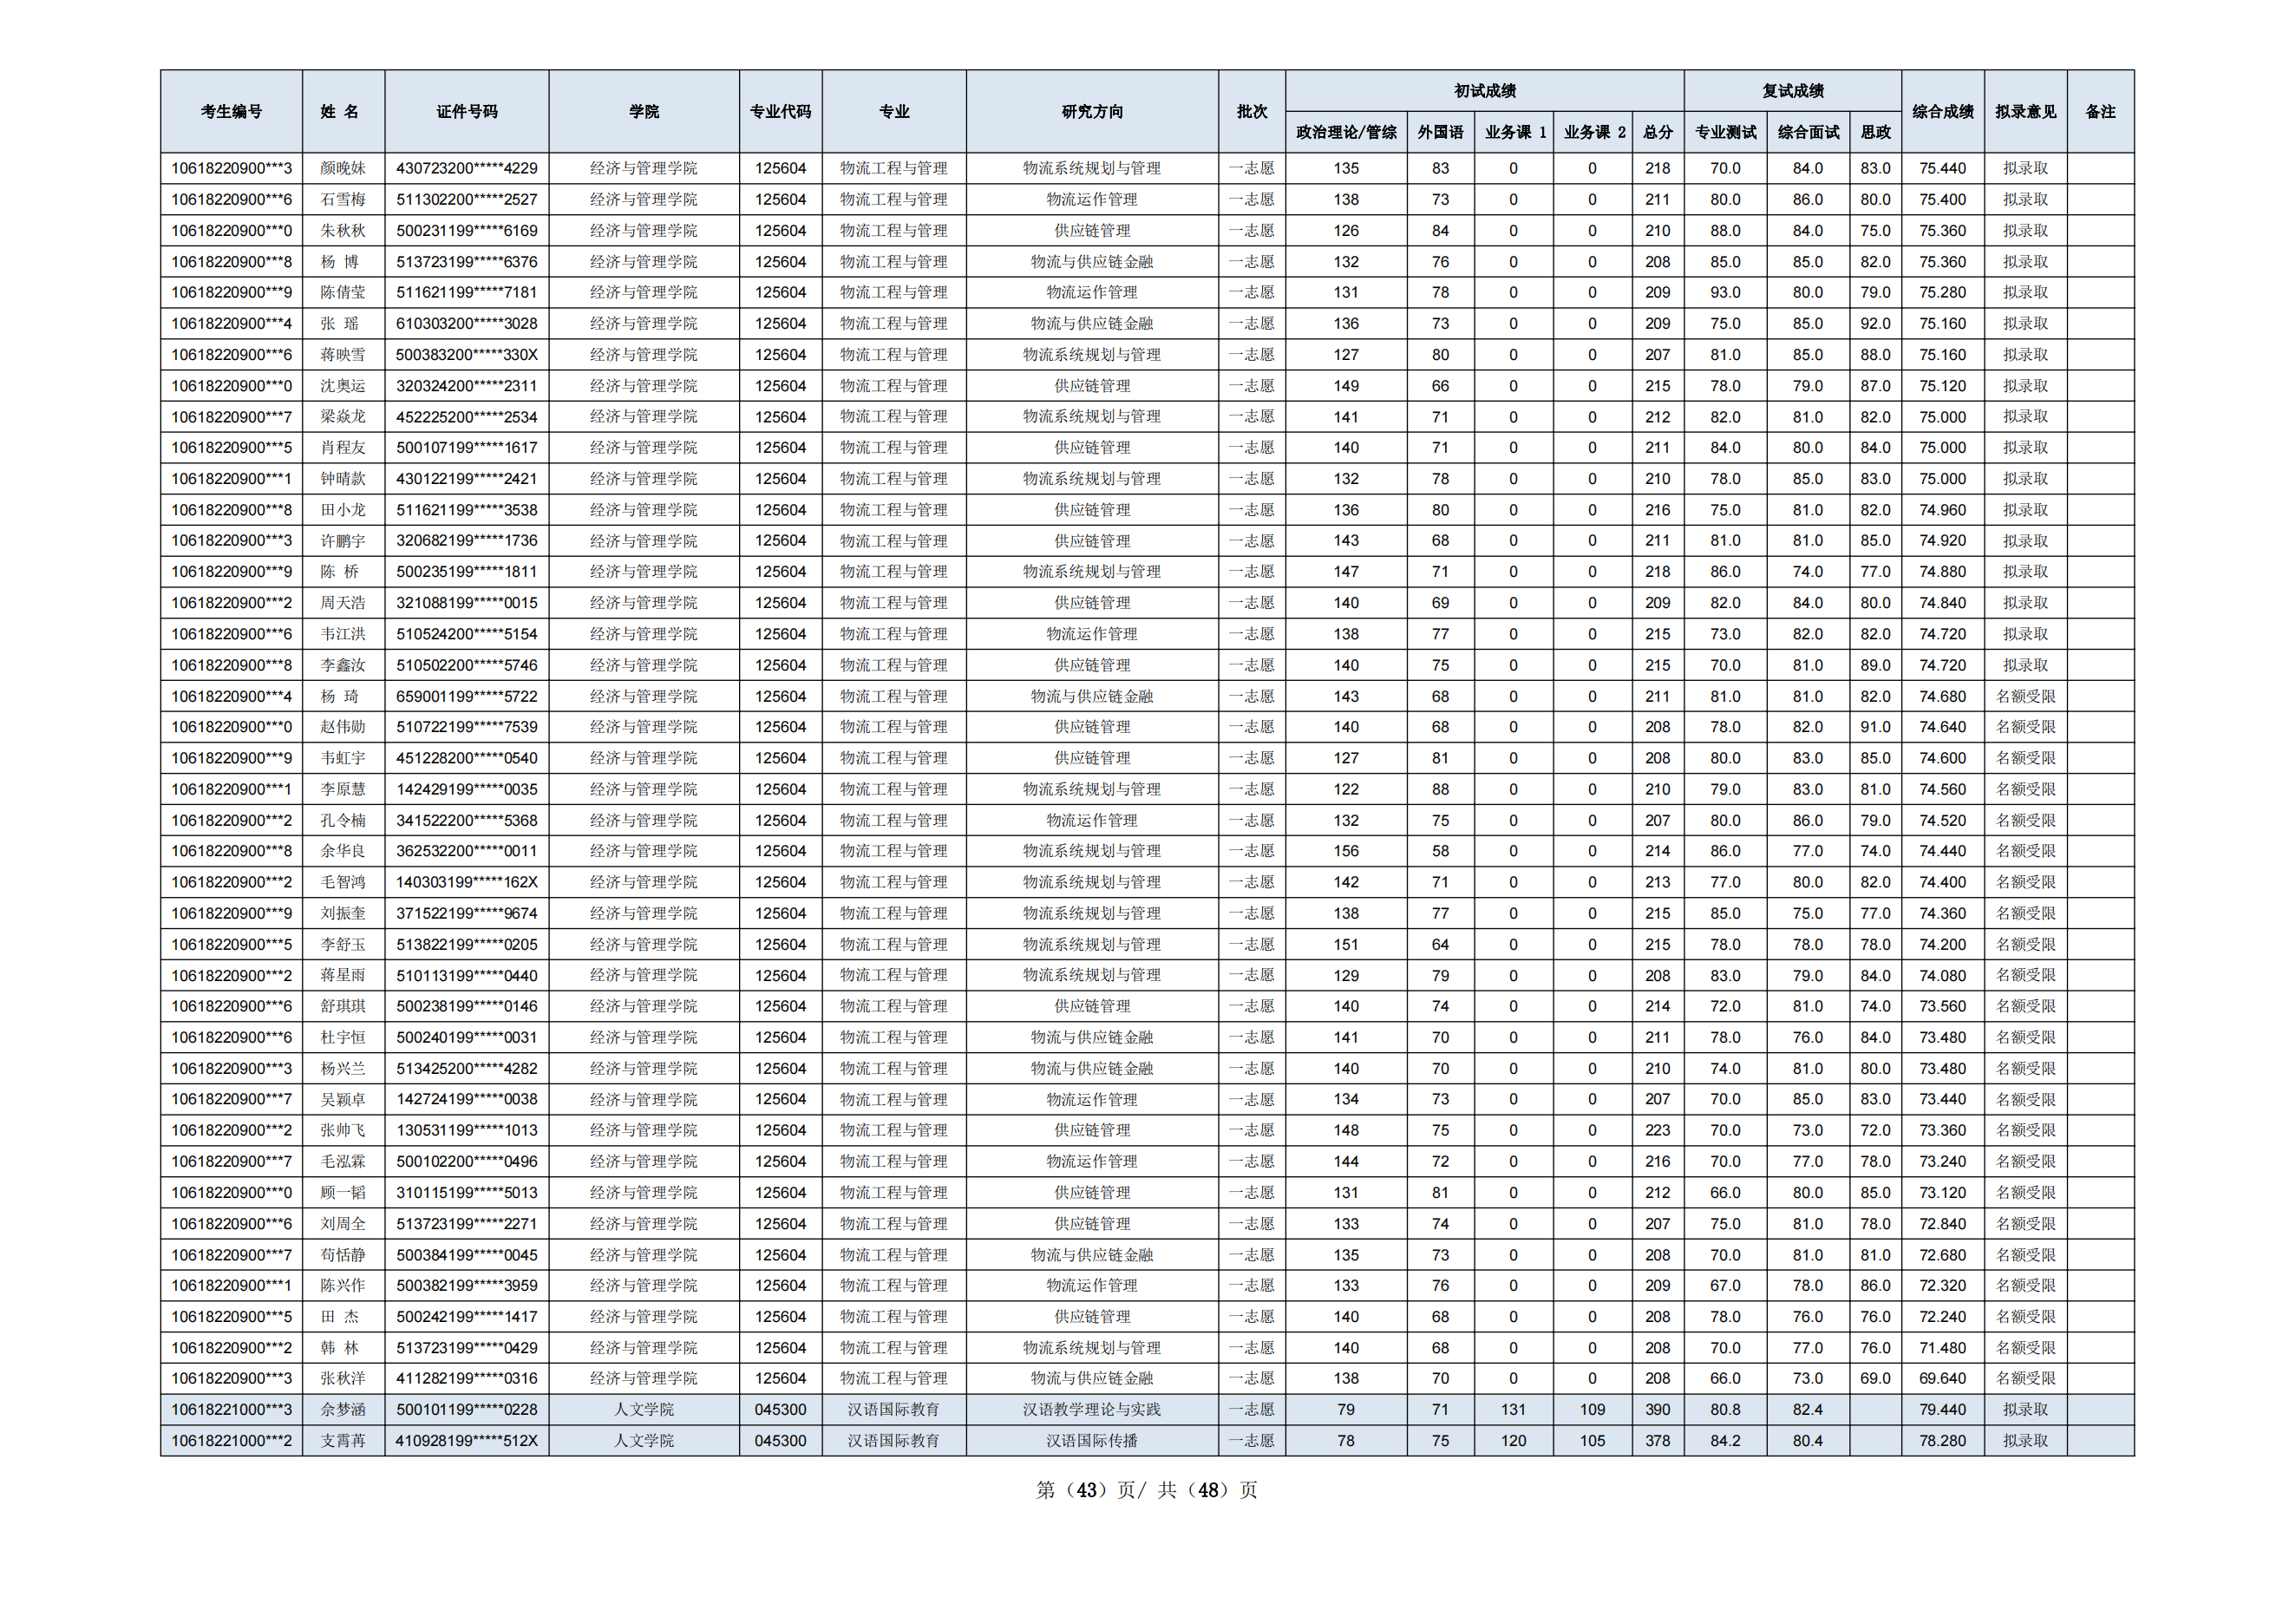 考生编号 姓 名 证件号码 学院 专业代码 专业 研究方向 批次 初试成绩 复试成绩 综合成绩 拟录意见 备注
政治理论/管综 外国语 业务课 1 业务课 2 总分 专业测试 综合面试 思政
10618220900***3 颜晚妹 430723200*****4229 经济与管理学院 125604 物流工程与管理 物流系统规划与管理 一志愿 135 83 0 0 218 70.0 84.0 83.0 75.440 拟录取
10618220900***6 石雪梅 511302200*****2527 经济与管理学院 125604 物流工程与管理 物流运作管理 一志愿 138 73 0 0 211 80.0 86.0 80.0 75.400 拟录取
10618220900***0 朱秋秋 500231199*****6169 经济与管理学院 125604 物流工程与管理 供应链管理 一志愿 126 84 0 0 210 88.0 84.0 75.0 75.360 拟录取
10618220900***8 杨 博 513723199*****6376 经济与管理学院 125604 物流工程与管理 物流与供应链金融 一志愿 132 76 0 0 208 85.0 85.0 82.0 75.360 拟录取
10618220900***9 陈倩莹 511621199*****7181 经济与管理学院 125604 物流工程与管理 物流运作管理 一志愿 131 78 0 0 209 93.0 80.0 79.0 75.280 拟录取
10618220900***4 张 瑶 610303200*****3028 经济与管理学院 125604 物流工程与管理 物流与供应链金融 一志愿 136 73 0 0 209 75.0 85.0 92.0 75.160 拟录取
10618220900***6 蒋映雪 500383200*****330X 经济与管理学院 125604 物流工程与管理 物流系统规划与管理 一志愿 127 80 0 0 207 81.0 85.0 88.0 75.160 拟录取
10618220900***0 沈奥运 320324200*****2311 经济与管理学院 125604 物流工程与管理 供应链管理 一志愿 149 66 0 0 215 78.0 79.0 87.0 75.120 拟录取
10618220900***7 梁焱龙 452225200*****2534 经济与管理学院 125604 物流工程与管理 物流系统规划与管理 一志愿 141 71 0 0 212 82.0 81.0 82.0 75.000 拟录取
10618220900***5 肖程友 500107199*****1617 经济与管理学院 125604 物流工程与管理 供应链管理 一志愿 140 71 0 0 211 84.0 80.0 84.0 75.000 拟录取
10618220900***1 钟晴款 430122199*****2421 经济与管理学院 125604 物流工程与管理 物流系统规划与管理 一志愿 132 78 0 0 210 78.0 85.0 83.0 75.000 拟录取
10618220900***8 田小龙 511621199*****3538 经济与管理学院 125604 物流工程与管理 供应链管理 一志愿 136 80 0 0 216 75.0 81.0 82.0 74.960 拟录取
10618220900***3 许鹏宇 320682199*****1736 经济与管理学院 125604 物流工程与管理 供应链管理 一志愿 143 68 0 0 211 81.0 81.0 85.0 74.920 拟录取
10618220900***9 陈 桥 500235199*****1811 经济与管理学院 125604 物流工程与管理 物流系统规划与管理 一志愿 147 71 0 0 218 86.0 74.0 77.0 74.880 拟录取
10618220900***2 周天浩 321088199*****0015 经济与管理学院 125604 物流工程与管理 供应链管理 一志愿 140 69 0 0 209 82.0 84.0 80.0 74.840 拟录取
10618220900***6 韦江洪 510524200*****5154 经济与管理学院 125604 物流工程与管理 物流运作管理 一志愿 138 77 0 0 215 73.0 82.0 82.0 74.720 拟录取
10618220900***8 李鑫汝 510502200*****5746 经济与管理学院 125604 物流工程与管理 供应链管理 一志愿 140 75 0 0 215 70.0 81.0 89.0 74.720 拟录取
10618220900***4 杨 琦 659001199*****5722 经济与管理学院 125604 物流工程与管理 物流与供应链金融 一志愿 143 68 0 0 211 81.0 81.0 82.0 74.680 名额受限
10618220900***0 赵伟勋 510722199*****7539 经济与管理学院 125604 物流工程与管理 供应链管理 一志愿 140 68 0 0 208 78.0 82.0 91.0 74.640 名额受限
10618220900***9 韦虹宇 451228200*****0540 经济与管理学院 125604 物流工程与管理 供应链管理 一志愿 127 81 0 0 208 80.0 83.0 85.0 74.600 名额受限
10618220900***1 李原慧 142429199*****0035 经济与管理学院 125604 物流工程与管理 物流系统规划与管理 一志愿 122 88 0 0 210 79.0 83.0 81.0 74.560 名额受限
10618220900***2 孔令楠 341522200*****5368 经济与管理学院 125604 物流工程与管理 物流运作管理 一志愿 132 75 0 0 207 80.0 86.0 79.0 74.520 名额受限
10618220900***8 余华良 362532200*****0011 经济与管理学院 125604 物流工程与管理 物流系统规划与管理 一志愿 156 58 0 0 214 86.0 77.0 74.0 74.440 名额受限
10618220900***2 毛智鸿 140303199*****162X 经济与管理学院 125604 物流工程与管理 物流系统规划与管理 一志愿 142 71 0 0 213 77.0 80.0 82.0 74.400 名额受限
10618220900***9 刘振奎 371522199*****9674 经济与管理学院 125604 物流工程与管理 物流系统规划与管理 一志愿 138 77 0 0 215 85.0 75.0 77.0 74.360 名额受限
10618220900***5 李舒玉 513822199*****0205 经济与管理学院 125604 物流工程与管理 物流系统规划与管理 一志愿 151 64 0 0 215 78.0 78.0 78.0 74.200 名额受限
10618220900***2 蒋星雨 510113199*****0440 经济与管理学院 125604 物流工程与管理 物流系统规划与管理 一志愿 129 79 0 0 208 83.0 79.0 84.0 74.080 名额受限
10618220900***6 舒琪琪 500238199*****0146 经济与管理学院 125604 物流工程与管理 供应链管理 一志愿 140 74 0 0 214 72.0 81.0 74.0 73.560 名额受限
10618220900***6 杜宇恒 500240199*****0031 经济与管理学院 125604 物流工程与管理 物流与供应链金融 一志愿 141 70 0 0 211 78.0 76.0 84.0 73.480 名额受限
10618220900***3 杨兴兰 513425200*****4282 经济与管理学院 125604 物流工程与管理 物流与供应链金融 一志愿 140 70 0 0 210 74.0 81.0 80.0 73.480 名额受限
10618220900***7 吴颖卓 142724199*****0038 经济与管理学院 125604 物流工程与管理 物流运作管理 一志愿 134 73 0 0 207 70.0 85.0 83.0 73.440 名额受限
10618220900***2 张帅飞 130531199*****1013 经济与管理学院 125604 物流工程与管理 供应链管理 一志愿 148 75 0 0 223 70.0 73.0 72.0 73.360 名额受限
10618220900***7 毛泓霖 500102200*****0496 经济与管理学院 125604 物流工程与管理 物流运作管理 一志愿 144 72 0 0 216 70.0 77.0 78.0 73.240 名额受限
10618220900***0 顾一韬 310115199*****5013 经济与管理学院 125604 物流工程与管理 供应链管理 一志愿 131 81 0 0 212 66.0 80.0 85.0 73.120 名额受限
10618220900***6 刘周全 513723199*****2271 经济与管理学院 125604 物流工程与管理 供应链管理 一志愿 133 74 0 0 207 75.0 81.0 78.0 72.840 名额受限
10618220900***7 苟恬静 500384199*****0045 经济与管理学院 125604 物流工程与管理 物流与供应链金融 一志愿 135 73 0 0 208 70.0 81.0 81.0 72.680 名额受限
10618220900***1 陈兴作 500382199*****3959 经济与管理学院 125604 物流工程与管理 物流运作管理 一志愿 133 76 0 0 209 67.0 78.0 86.0 72.320 名额受限
10618220900***5 田 杰 500242199*****1417 经济与管理学院 125604 物流工程与管理 供应链管理 一志愿 140 68 0 0 208 78.0 76.0 76.0 72.240 名额受限
10618220900***2 韩 林 513723199*****0429 经济与管理学院 125604 物流工程与管理 物流系统规划与管理 一志愿 140 68 0 0 208 70.0 77.0 76.0 71.480 名额受限
10618220900***3 张秋洋 411282199*****0316 经济与管理学院 125604 物流工程与管理 物流与供应链金融 一志愿 138 70 0 0 208 66.0 73.0 69.0 69.640 名额受限
10618221000***3 佘梦涵 500101199*****0228 人文学院 045300 汉语国际教育 汉语教学理论与实践 一志愿 79 71 131 109 390 80.8 82.4 79.440 拟录取
10618221000***2 支霄苒 410928199*****512X 人文学院 045300 汉语国际教育 汉语国际传播 一志愿 78 75 120 105 378 84.2 80.4 78.280 拟录取
第（43）页/ 共（48）页